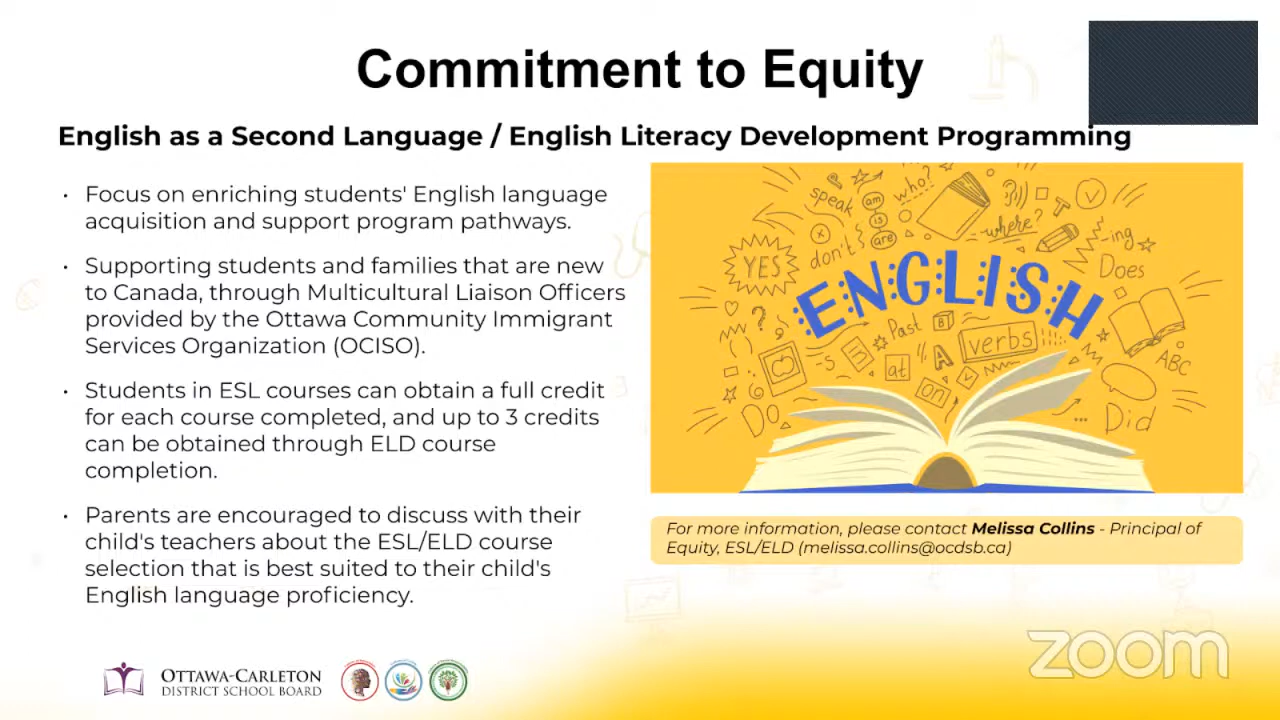 Commitment to Equity
English as a Second Language / English Literacy Development Programming
· Focus on enriching students' English language
acquisition and support program pathways.
· Supporting students and families that are new
to Canada, through Multicultural Liaison Officers
provided by the Ottawa Community Immigrant
Services Organization (OCISO).
· Students in ESL courses can obtain a full credit
for each course completed, and up to 3 credits
can be obtained through ELD course
completion.
· Parents are encouraged to discuss with their
child's teachers about the ESL/ELD course
selection that is best suited to their child's
English language proficiency.
speak
am
is
are
who?
where?
don't
YES
-ing
Does
ENGLISH
Past
B
verbs
A
at
on
ABC
Do
Did
For more information, please contact Melissa Collins - Principal of
Equity, ESL/ELD (melissa.collins@ocdsb.ca)
OTTAWA-CARLETON
DISTRICT SCHOOL BOARD
zoom